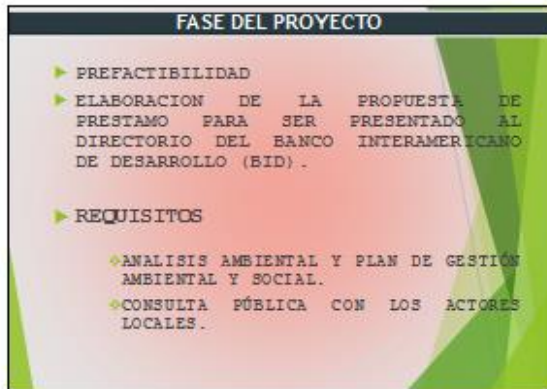 FASE DEL PROYECTO
PREFACTIBILIDAD
ELABORACION DE LA PROPUESTA DE
PRESTAMO PARA SER PRESENTADO AL
DIRECTORIO DEL BANCO INTERAMERICANO
DE DESARROLLO (BID).
REQUISITOS
ANALISIS AMBIENTAL Y PLAN DE GESTIÓN
AMBIENTAL Y SOCIAL.
CONSULTA PÚBLICA CON LOS ACTORES
LOCALES.